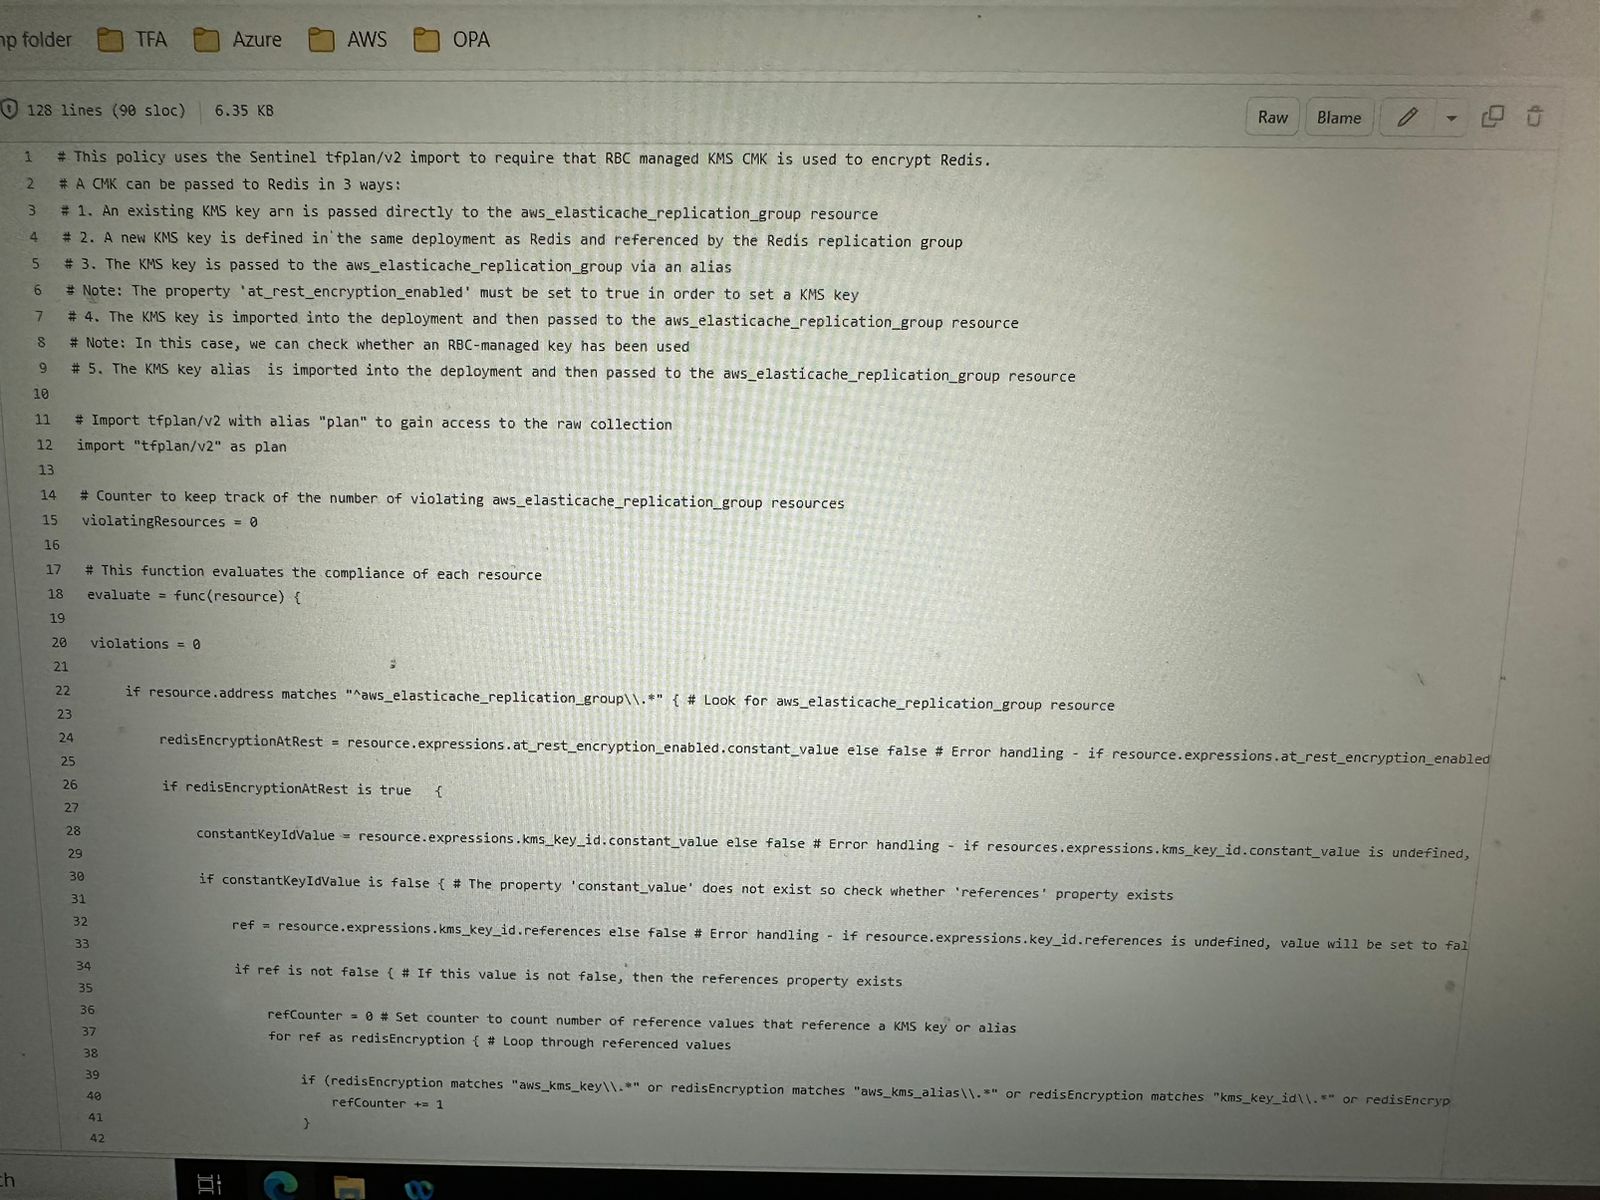 folder TFA Azure AWS OPA
128 lines (90 sloc) 6.35 KB Raw Blame
1 # This policy uses the Sentinel tfplan/v2 import to require that RBC managed KMS CMK is used to encrypt Redis.
2 # A CMK can be passed to Redis in 3 ways:
3 # 1. An existing KMS key arn is passed directly to the aws_elasticache_replication_group resource
4 # 2. A new KMS key is defined in the same deployment as Redis and referenced by the Redis replication group
5 # 3. The KMS key is passed to the aws_elasticache_replication_group via an alias
6 # Note: The property 'at_rest_encryption_enabled' must be set to true in order to set a KMS key
7 # 4. The KMS key is imported into the deployment and then passed to the aws_elasticache_replication_group resource
8 # Note: In this case, we can check whether an RBC-managed key has been used
9 # 5. The KMS key alias  is imported into the deployment and then passed to the aws_elasticache_replication_group resource
10
11 # Import tfplan/v2 with alias "plan" to gain access to the raw collection
12 import "tfplan/v2" as plan
13
14 # Counter to keep track of the number of violating aws_elasticache_replication_group resources
15 violatingResources = 0
16
17 # This function evaluates the compliance of each resource
18 evaluate = func(resource) {
19
20 violations = 0
21
22 if resource.address matches "^aws_elasticache_replication_group\\.*" { # Look for aws_elasticache_replication_group resource
23
24 redisEncryptionAtRest = resource.expressions.at_rest_encryption_enabled.constant_value else false # Error handling - if resource.expressions.at_rest_encryption_enabled
25
26 if redisEncryptionAtRest is true   {
27
28 constantKeyIdValue = resource.expressions.kms_key_id.constant_value else false # Error handling - if resources.expressions.kms_key_id.constant_value is undefined,
29
30 if constantKeyIdValue is false { # The property 'constant_value' does not exist so check whether 'references' property exists
31
32 ref = resource.expressions.kms_key_id.references else false # Error handling - if resource.expressions.key_id.references is undefined, value will be set to fal
33
34 if ref is not false { # If this value is not false, then the references property exists
35
36 refCounter = 0 # Set counter to count number of reference values that reference a KMS key or alias
37 for ref as redisEncryption { # Loop through referenced values
38
39 if (redisEncryption matches "aws_kms_key\\.*" or redisEncryption matches "aws_kms_alias\\.*" or redisEncryption matches "kms_key_id\\.*" or redisEncryp
40 refCounter += 1
41 }
42